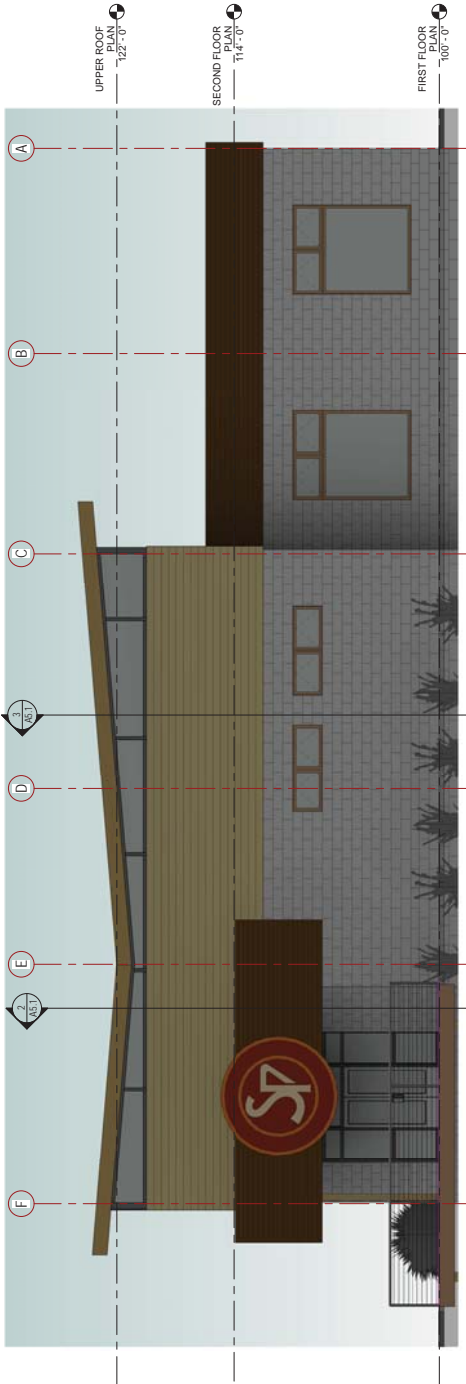 F
2
A5.1
E
D
3
A5.1
C
B
A
UPPER ROOF
PLAN
122' - 0"
SECOND FLOOR
PLAN
114' - 0"
FIRST FLOOR
PLAN
100' - 0"